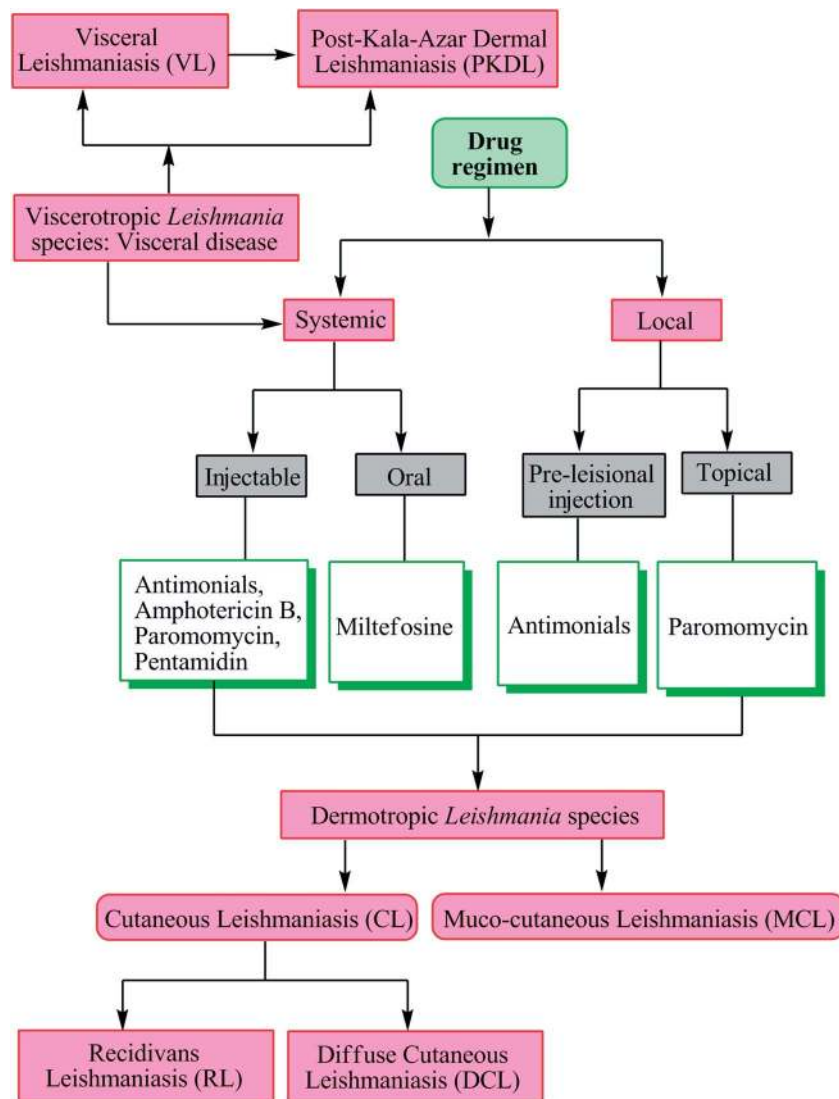 Visceral
Leishmaniasis (VL)
Post-Kala-Azar Dermal
Leishmaniasis (PKDL)
Drug
regimen
Viscerotropic Leishmania
species: Visceral disease
Systemic
Local
Injectable
Oral
Pre-leisional
injection
Topical
Antimonials,
Amphotericin B,
Paromomycin,
Pentamidin
Miltefosine
Antimonials
Paromomycin
Dermotropic Leishmania species
Cutaneous Leishmaniasis (CL)
Muco-cutaneous Leishmaniasis (MCL)
Recidivans
Leishmaniasis (RL)
Diffuse Cutaneous
Leishmaniasis (DCL)